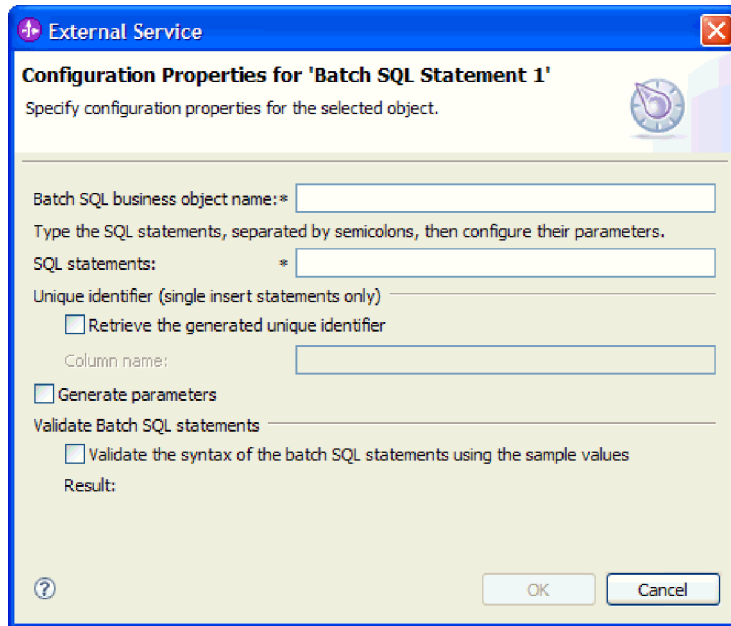 External Service
Configuration Properties for 'Batch SQL Statement 1'
Specify configuration properties for the selected object.
Batch SQL business object name:*
Type the SQL statements, separated by semicolons, then configure their parameters.
SQL statements: *
Unique identifier (single insert statements only)
Retrieve the generated unique identifier
Column name:
Generate parameters
Validate Batch SQL statements
Validate the syntax of the batch SQL statements using the sample values
Result:
? OK Cancel